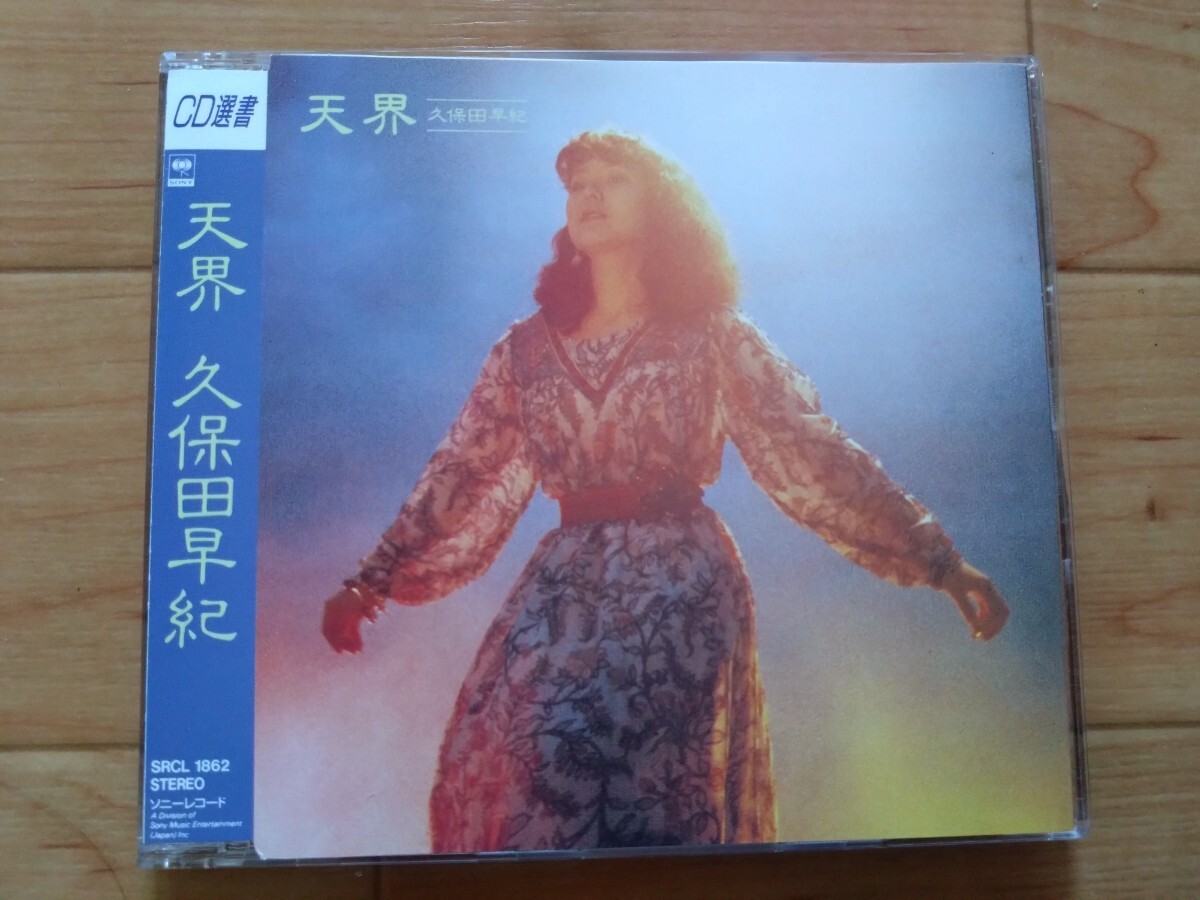 CD選書
SONY
天界 久保田早紀
SRCL 1862
STEREO
ソニーレコード
A Division of
Sony Music Entertainment
(Japan) Inc
天界
久保田早紀